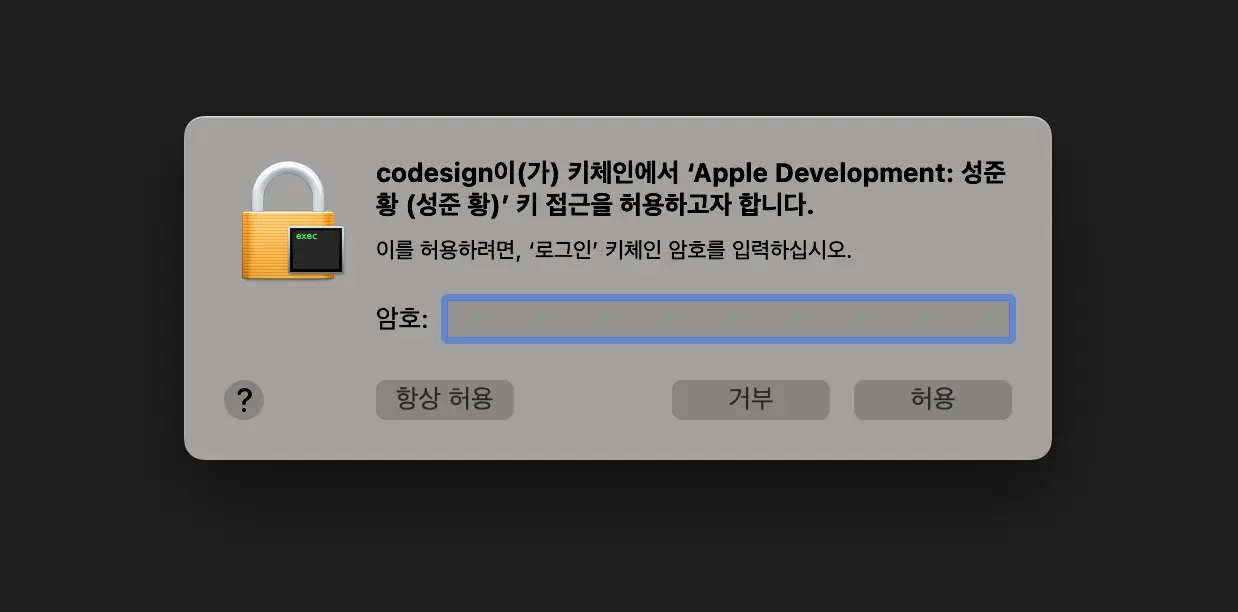 codesign이(가) 키체인에서 ‘Apple Development: 성준
황 (성준 황)’ 키 접근을 허용하고자 합니다.
exec
이를 허용하려면, ‘로그인’ 키체인 암호를 입력하십시오.
암호:
?
항상 허용
거부
허용